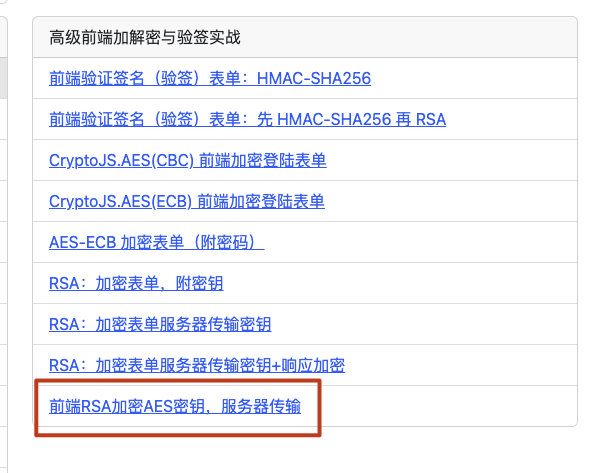 高级前端加解密与验签实战
前端验证签名（验签）表单：HMAC-SHA256
前端验证签名（验签）表单：先 HMAC-SHA256 再 RSA
CryptoJS.AES(CBC) 前端加密登陆表单
CryptoJS.AES(ECB) 前端加密登陆表单
AES-ECB 加密表单（附密码）
RSA：加密表单，附密钥
RSA：加密表单服务器传输密钥
RSA：加密表单服务器传输密钥+响应加密
前端RSA加密AES密钥，服务器传输